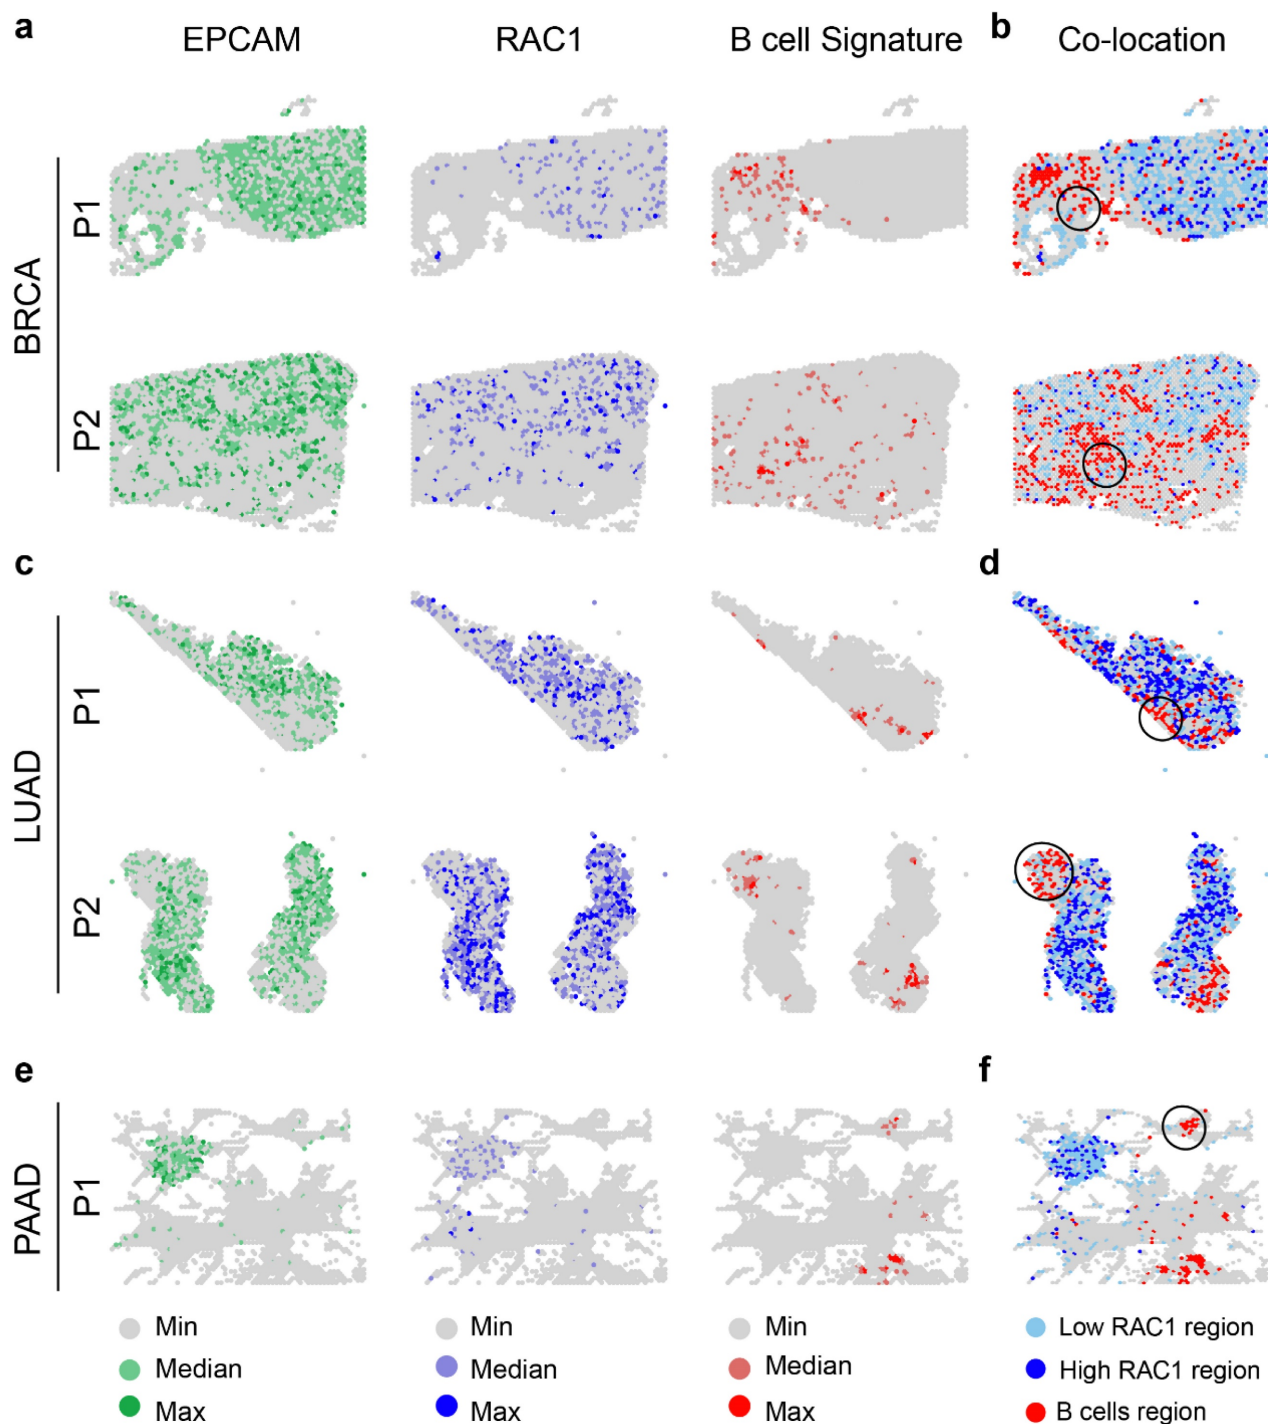 a
EPCAM
RAC1
B cell Signature
b
Co-location
BRCA
P1
P2
c
d
LUAD
P1
P2
e
f
PAAD
P1
Min
Min
Min
Low RAC1 region
Median
Median
Median
High RAC1 region
Max
Max
Max
B cells region